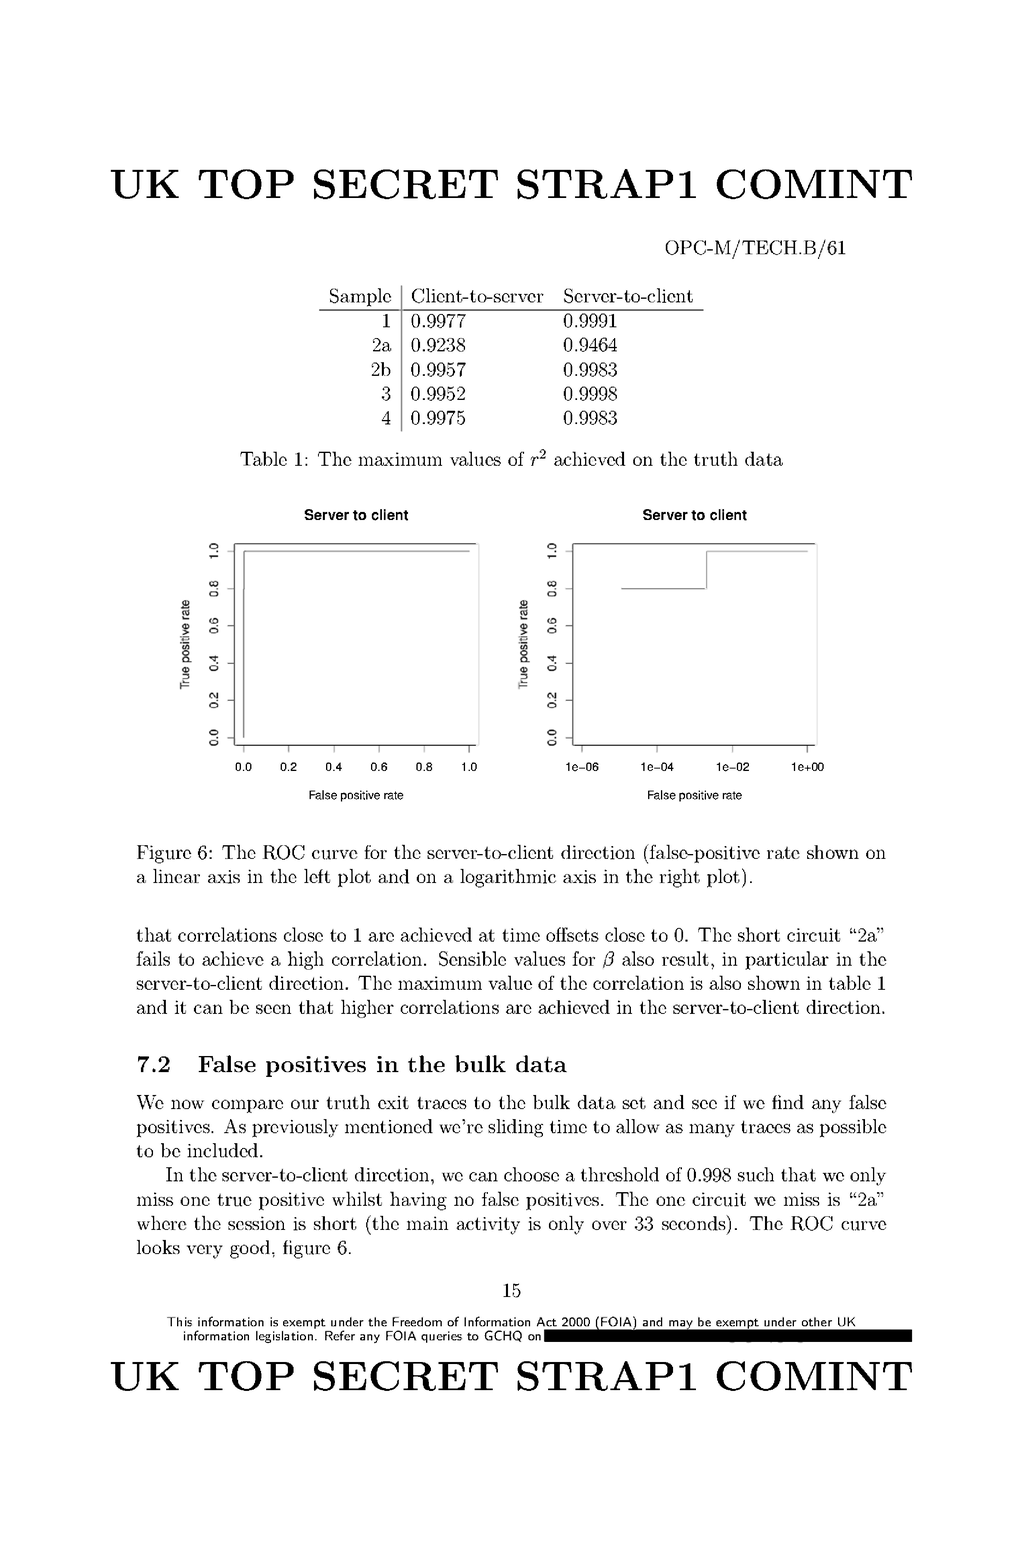 UK TOP SECRET STRAP1 COMINT
OPC-M/TECH.B/61
Sample Client-to-server Server-to-client
1 0.9977 0.9991
2a 0.9238 0.9464
2b 0.9957 0.9983
3 0.9952 0.9998
4 0.9975 0.9983
Table 1: The maximum values of r² achieved on the truth data
Server to client
True positive rate
1.0
0.8
0.6
0.4
0.2
0.0
0.0 0.2 0.4 0.6 0.8 1.0
False positive rate
Server to client
True positive rate
1.0
0.8
0.6
0.4
0.2
0.0
1e−06 1e−04 1e−02 1e+00
False positive rate
Figure 6: The ROC curve for the server-to-client direction (false-positive rate shown on
a linear axis in the left plot and on a logarithmic axis in the right plot).
that correlations close to 1 are achieved at time offsets close to 0. The short circuit “2a”
fails to achieve a high correlation. Sensible values for β also result, in particular in the
server-to-client direction. The maximum value of the correlation is also shown in table 1
and it can be seen that higher correlations are achieved in the server-to-client direction.
7.2 False positives in the bulk data
We now compare our truth exit traces to the bulk data set and see if we find any false
positives. As previously mentioned we’re sliding time to allow as many traces as possible
to be included.
In the server-to-client direction, we can choose a threshold of 0.998 such that we only
miss one true positive whilst having no false positives. The one circuit we miss is “2a”
where the session is short (the main activity is only over 33 seconds). The ROC curve
looks very good, figure 6.
15
This information is exempt under the Freedom of Information Act 2000 (FOIA) and may be exempt under other UK
information legislation. Refer any FOIA queries to GCHQ on
UK TOP SECRET STRAP1 COMINT